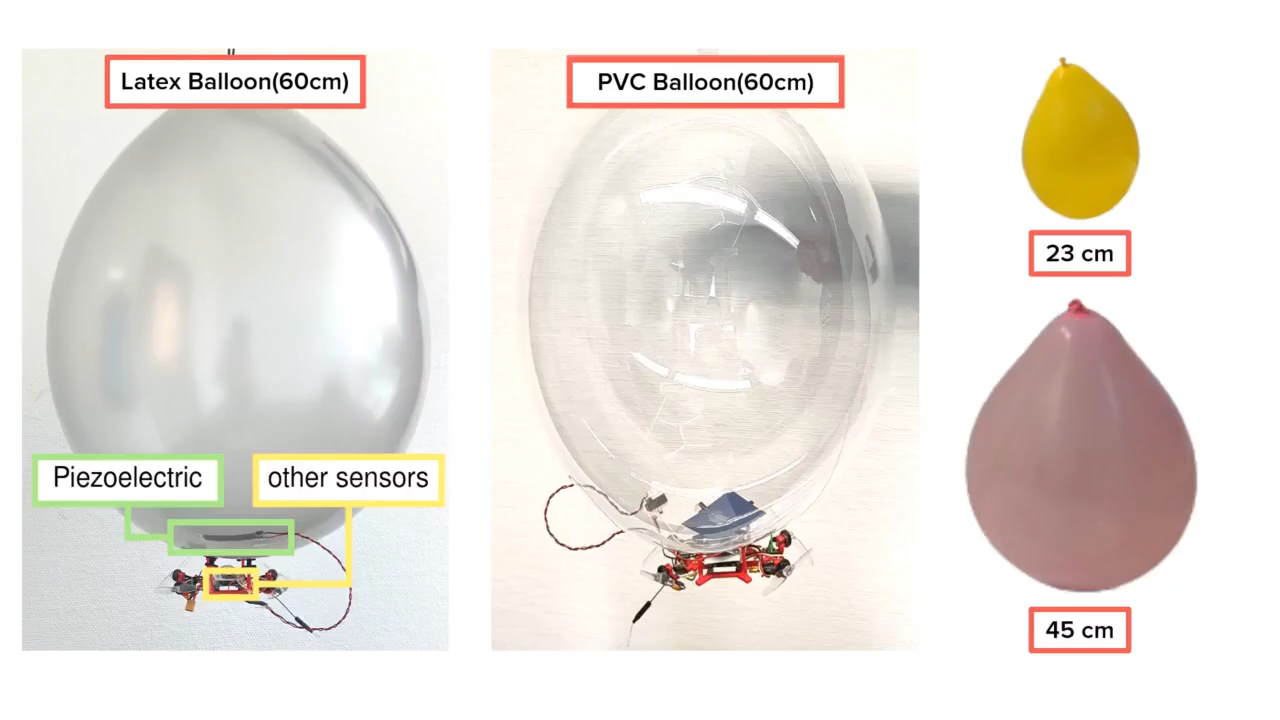 Latex Balloon(60cm)
PVC Balloon(60cm)
23 cm
Piezoelectric
other sensors
45 cm